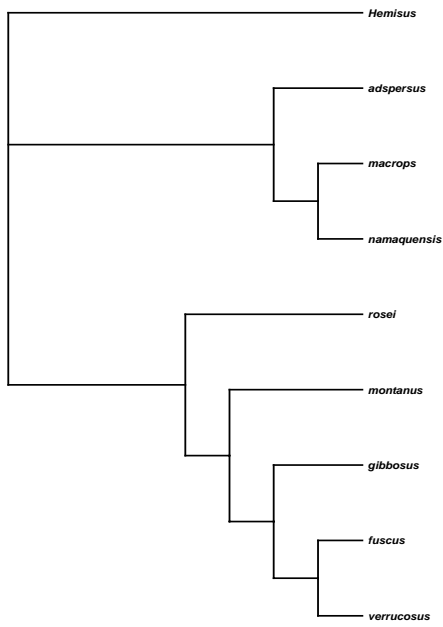 Hemisus
adspersus
macrops
namaquensis
rosei
montanus
gibbosus
fuscus
verrucosus